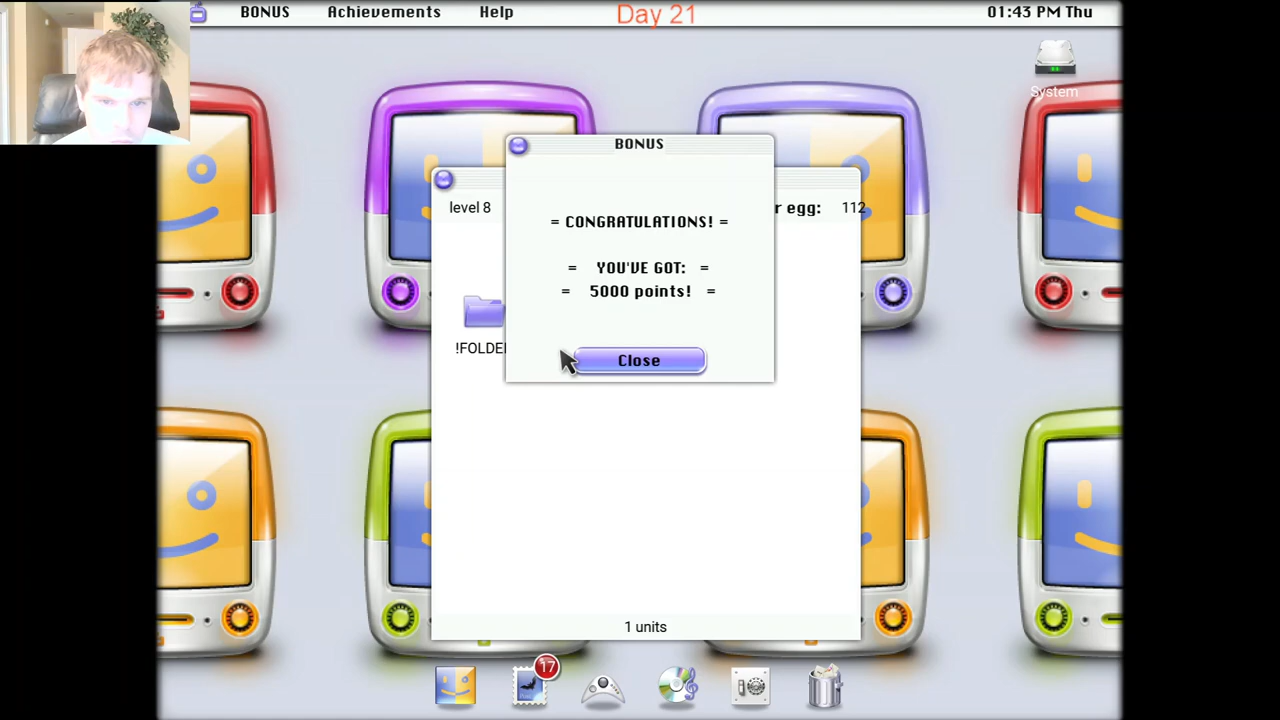 BONUS Achievements Help Day 21 01:43 PM Thu
System
BONUS
level 8 r egg: 112
= CONGRATULATIONS! =
= YOU'VE GOT: =
= 5000 points! =
!FOLDE
Close
1 units
17